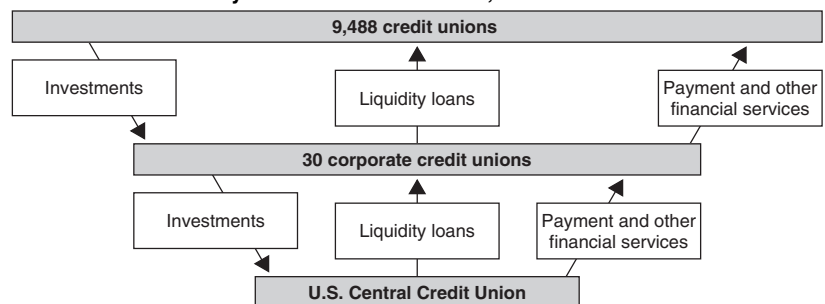 9,488 credit unions
Investments
Liquidity loans
Payment and other
financial services
30 corporate credit unions
Investments
Liquidity loans
Payment and other
financial services
U.S. Central Credit Union